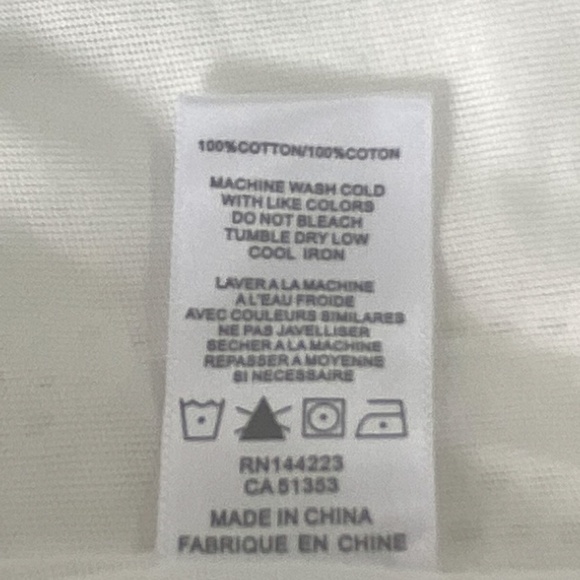 100%COTTON/100%COTON
MACHINE WASH COLD
WITH LIKE COLORS
DO NOT BLEACH
TUMBLE DRY LOW
COOL IRON
LAVER A LA MACHINE
A L'EAU FROIDE
AVEC COULEURS SIMILARES
NE PAS JAVELLISER
SECHER A LA MACHINE
REPASSER A MOYENNE
SI NECESSAIRE
RN144223
CA 51353
MADE IN CHINA
FABRIQUE EN CHINE